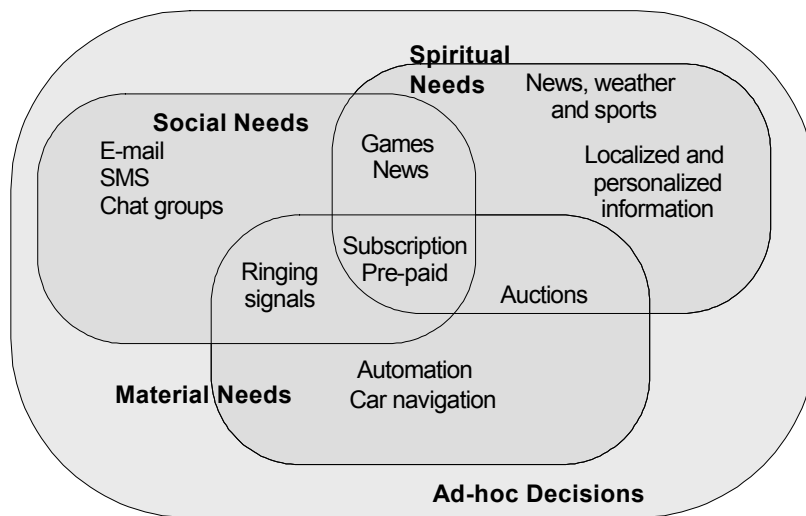 Spiritual
Needs
News, weather
and sports
Social Needs
E-mail
SMS
Chat groups
Games
News
Localized and
personalized
information
Subscription
Pre-paid
Ringing
signals
Auctions
Automation
Car navigation
Material Needs
Ad-hoc Decisions